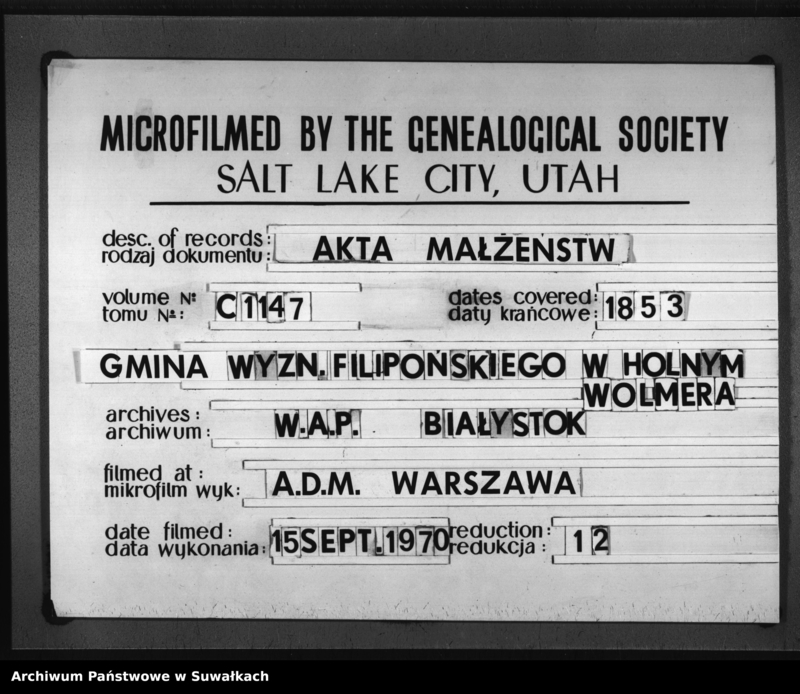 MICROFILMED BY THE GENEALOGICAL SOCIETY
SALT LAKE CITY, UTAH
desc. of records:
rodzaj dokumentu: AKTA MAŁŻEŃSTW
volume №:
tomu №: C1147
dates covered:
daty krańcowe: 1853
GMINA WYZN. FILIPOŃSKIEGO W HOLNYM
WOLMERA
archives:
archiwum: W.A.P. BIAŁYSTOK
filmed at:
mikrofilm wyk: A.D.M. WARSZAWA
date filmed:
data wykonania: 15 SEPT. 1970
reduction:
redukcja: 12
Archiwum Państwowe w Suwałkach